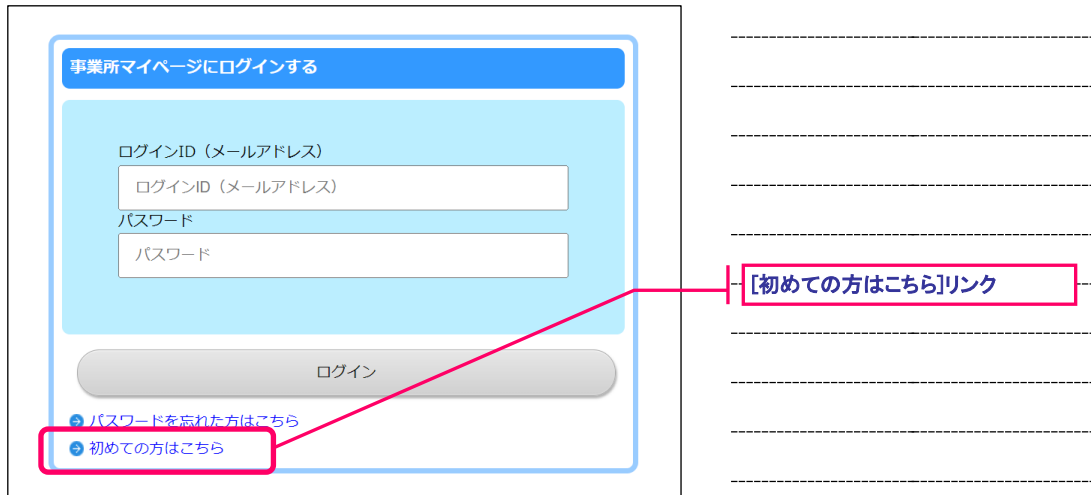 事業所マイページにログインする
ログインID（メールアドレス）
ログインID（メールアドレス）
パスワード
パスワード
ログイン
パスワードを忘れた方はこちら
初めての方はこちら
[初めての方はこちら]リンク